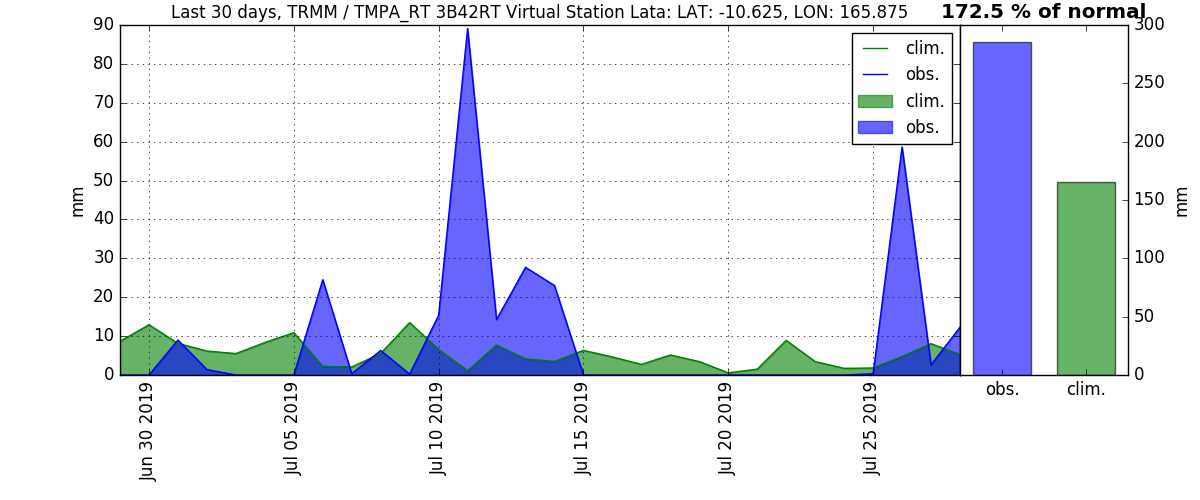 Last 30 days, TRMM / TMPA_RT 3B42RT Virtual Station Lata: LAT: -10.625, LON: 165.875
172.5 % of normal
90
80
70
60
50
40
30
20
10
0
mm
clim.
obs.
clim.
obs.
Jun 30 2019
Jul 05 2019
Jul 10 2019
Jul 15 2019
Jul 20 2019
Jul 25 2019
300
250
200
150
100
50
0
mm
obs.
clim.